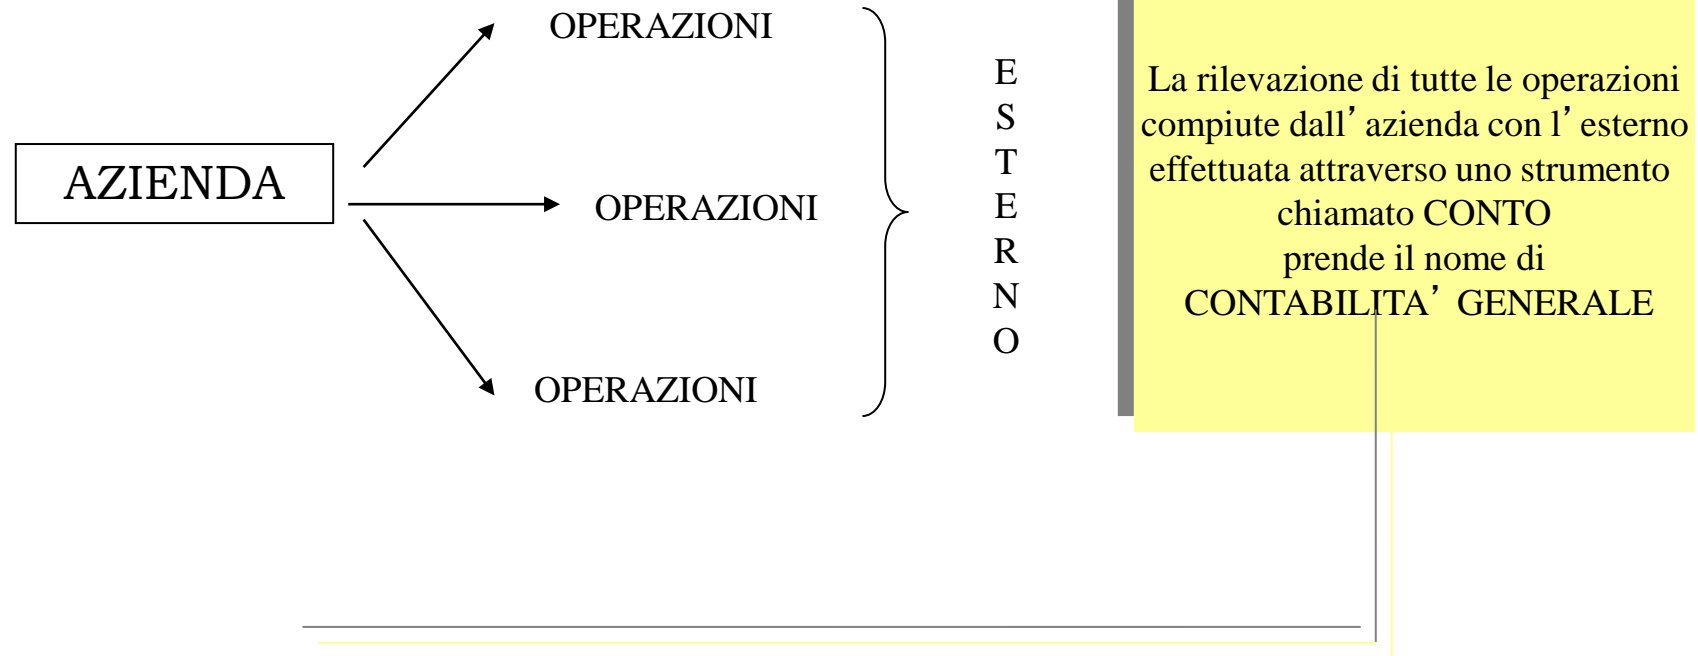 OPERAZIONI
AZIENDA
OPERAZIONI
OPERAZIONI
E
S
T
E
R
N
O
La rilevazione di tutte le operazioni
compiute dall’azienda con l’esterno
effettuata attraverso uno strumento
chiamato CONTO
prende il nome di
CONTABILITA’ GENERALE